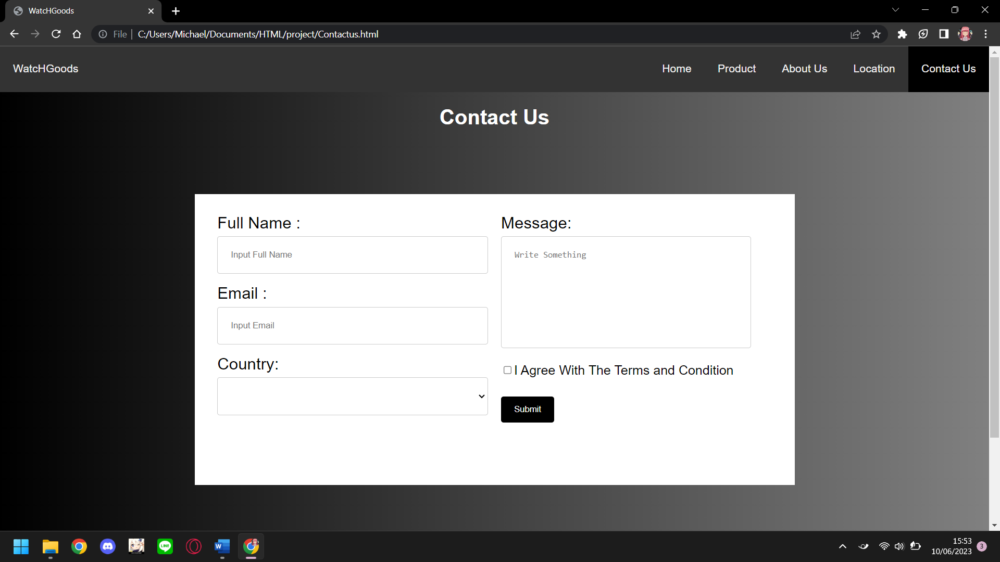 WatcHGoods
File
C:/Users/Michael/Documents/HTML/project/Contactus.html
WatcHGoods
Home
Product
About Us
Location
Contact Us
Contact Us
Full Name :
Input Full Name
Email :
Input Email
Country:
Message:
Write Something
I Agree With The Terms and Condition
Submit
LINE
W
15:53
10/06/2023
3